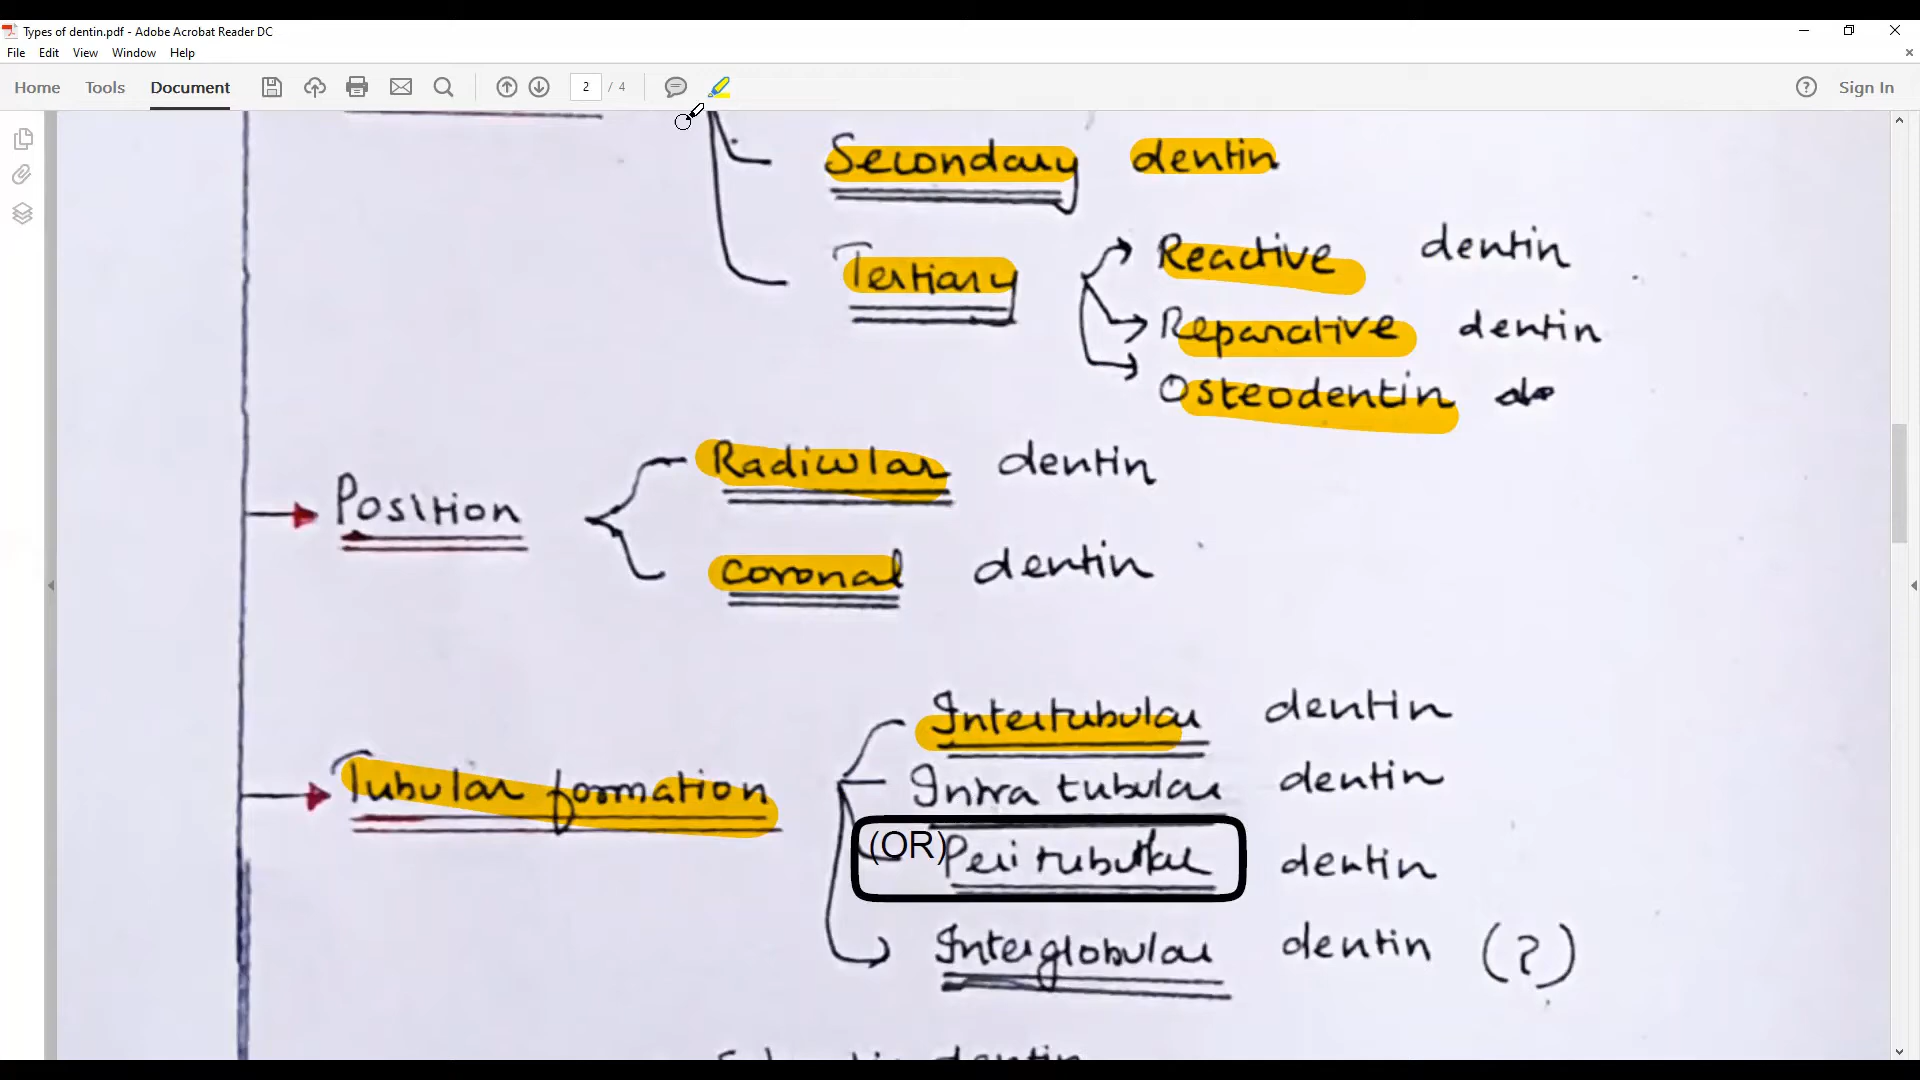 Types of dentin.pdf - Adobe Acrobat Reader DC
File Edit View Window Help
Home Tools Document 2 / 4 Sign In
Secondary dentin
Tertiary Reactive dentin
Reparative dentin
Osteodentin
Position Radicular dentin
coronal dentin
Tubular formation Intertubular dentin
Intra tubular dentin
(OR) Peri tubular dentin
Interglobular dentin (?)
dentin